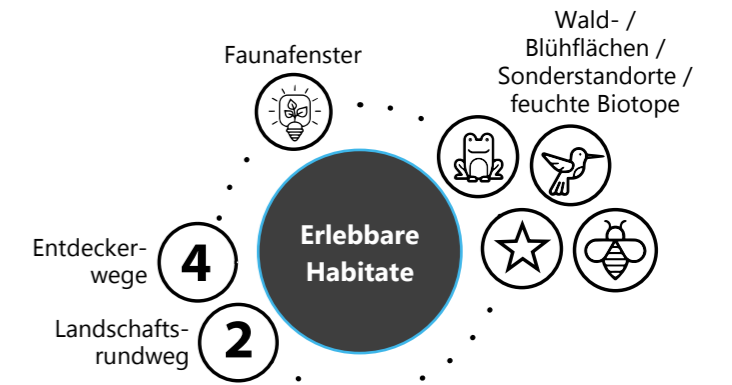 Wald- /
Blühflächen /
Sonderstandorte /
feuchte Biotope
Faunafenster
Erlebbare
Habitate
Entdecker-
wege
4
Landschafts-
rundweg
2